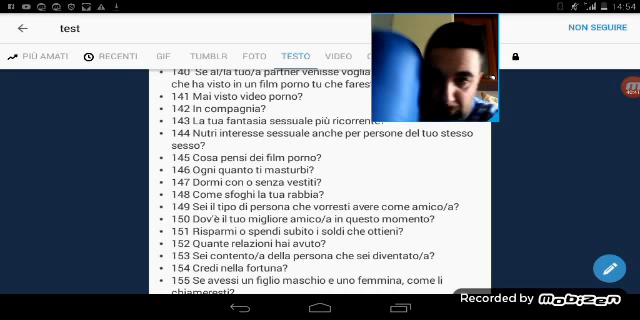 14:54
test
NON SEGUIRE
PIÙ AMATI RECENTI GIF TUMBLR FOTO TESTO VIDEO
140 Se al/la tuo/a partner venisse voglia
che ha visto in un film porno tu che
141 Mai visto video porno?
142 In compagnia?
143 La tua fantasia sessuale più ricorrente?
144 Nutri interesse sessuale anche per persone del tuo stesso
sesso?
145 Cosa pensi dei film porno?
146 Ogni quanto ti masturbi?
147 Dormi con o senza vestiti?
148 Come sfoghi la tua rabbia?
149 Sei il tipo di persona che vorresti avere come amico/a?
150 Dov'è il tuo migliore amico/a in questo momento?
151 Risparmi o spendi subito i soldi che ottieni?
152 Quante relazioni hai avuto?
153 Sei contento/a della persona che sei diventato/a?
154 Credi nella fortuna?
155 Se avessi un figlio maschio e uno femmina, come li
chiameresti?
Recorded by Mobizen